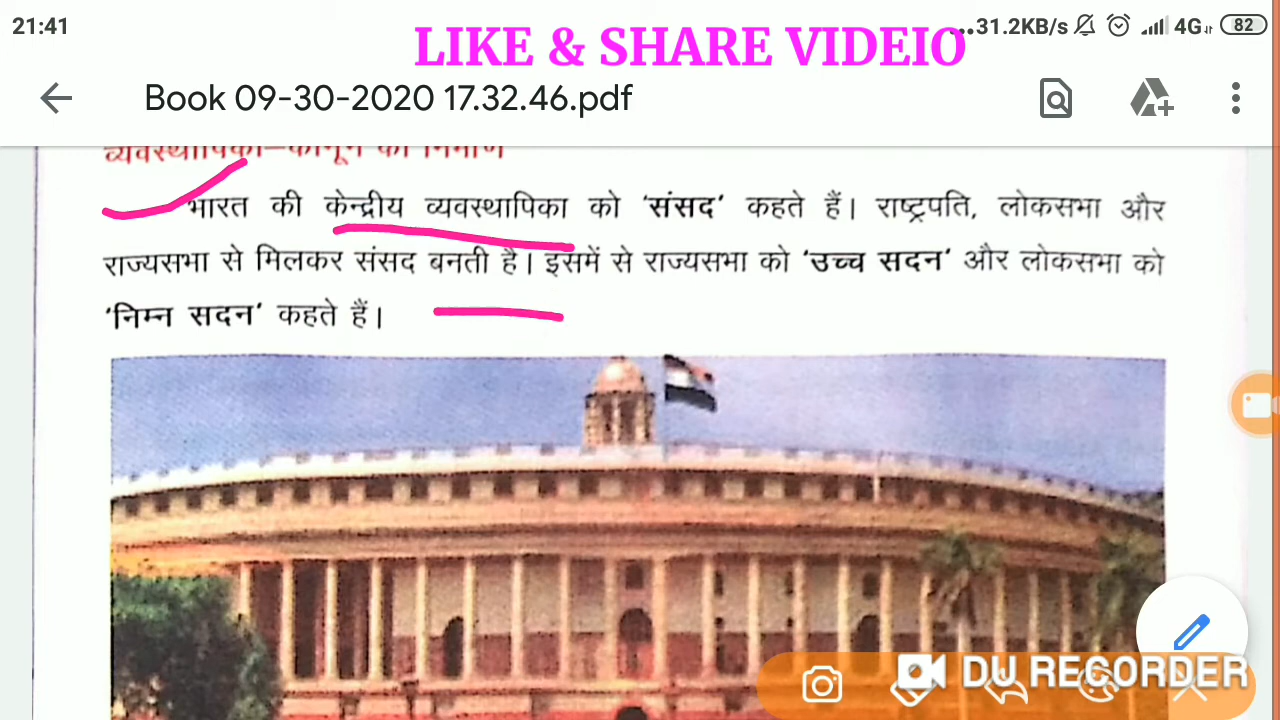 21:41
LIKE & SHARE VIDEIO
...31.2KB/s 4G 82
Book 09-30-2020 17.32.46.pdf
व्यवस्थापिका–कानून का निर्माण
भारत की केन्द्रीय व्यवस्थापिका को 'संसद' कहते हैं। राष्ट्रपति, लोकसभा और
राज्यसभा से मिलकर संसद बनती है। इसमें से राज्यसभा को 'उच्च सदन' और लोकसभा को
'निम्न सदन' कहते हैं।
DU RECORDER